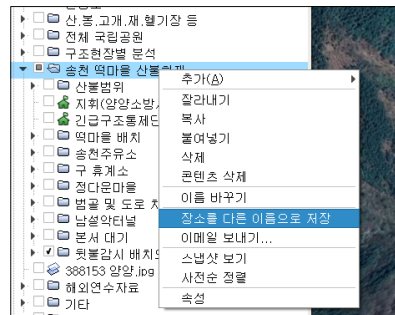 산.봉.고개.재.헬기장 등
전체 국립공원
구조현장별 분석
송천 떡마을 산불
산불범위
지휘(양양소방
긴급구조통제단
떡마을 배치
송천주유소
구 휴게소
정다운마을
범골 및 도로
남설악터널
본서 대기
뒷불감시 배치
388153 양양.jpg
해외연수자료
기타
추가(A)
잘라내기
복사
붙여넣기
삭제
콘텐츠 삭제
이름 바꾸기
장소를 다른 이름으로 저장
이메일 보내기...
스냅샷 보기
사전순 정렬
속성